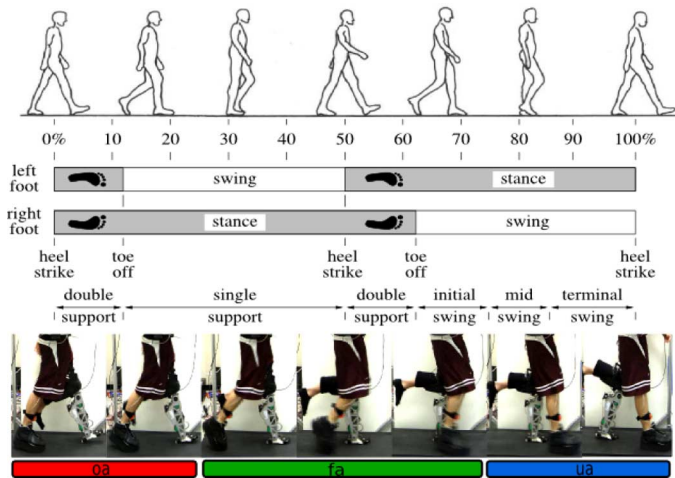 0% 10 20 30 40 50 60 70 80 90 100%
left foot swing stance
right foot stance swing
heel strike toe off heel strike toe off heel strike
double support single support double support initial swing mid swing terminal swing
oa fa ua